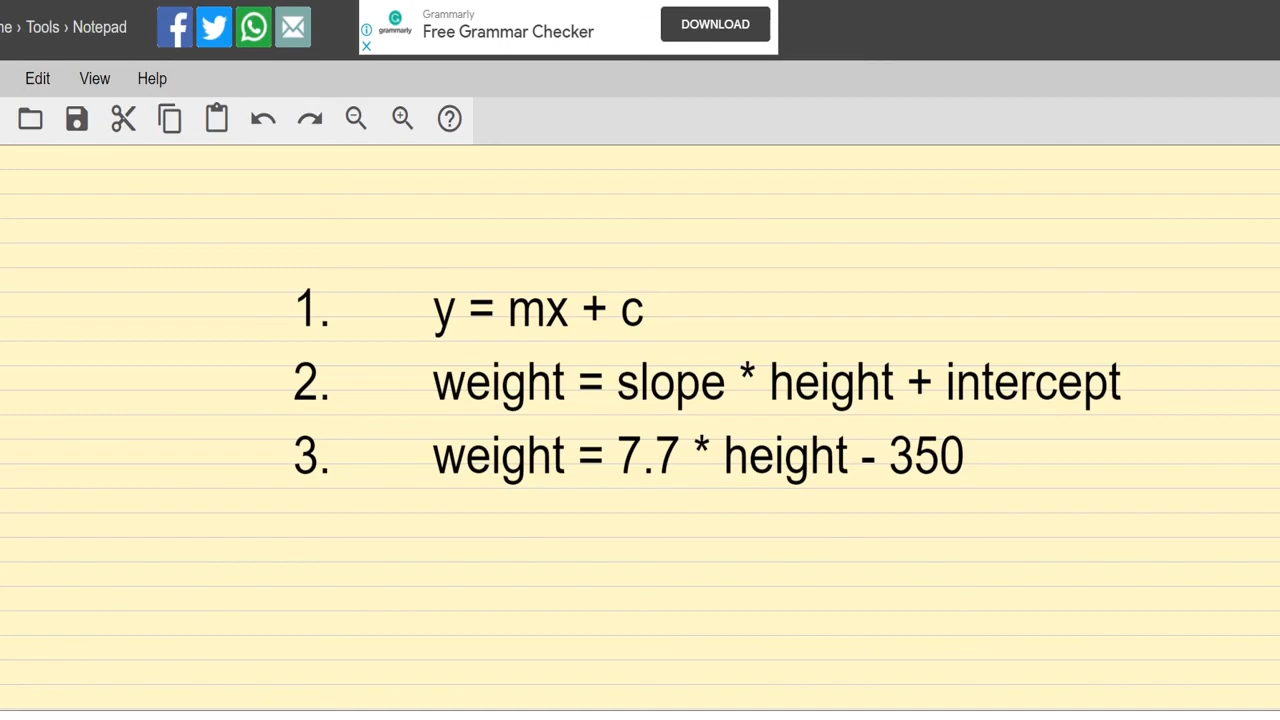 ne › Tools › Notepad
Grammarly
grammarly
Free Grammar Checker
DOWNLOAD
Edit View Help
1. y = mx + c
2. weight = slope * height + intercept
3. weight = 7.7 * height - 350